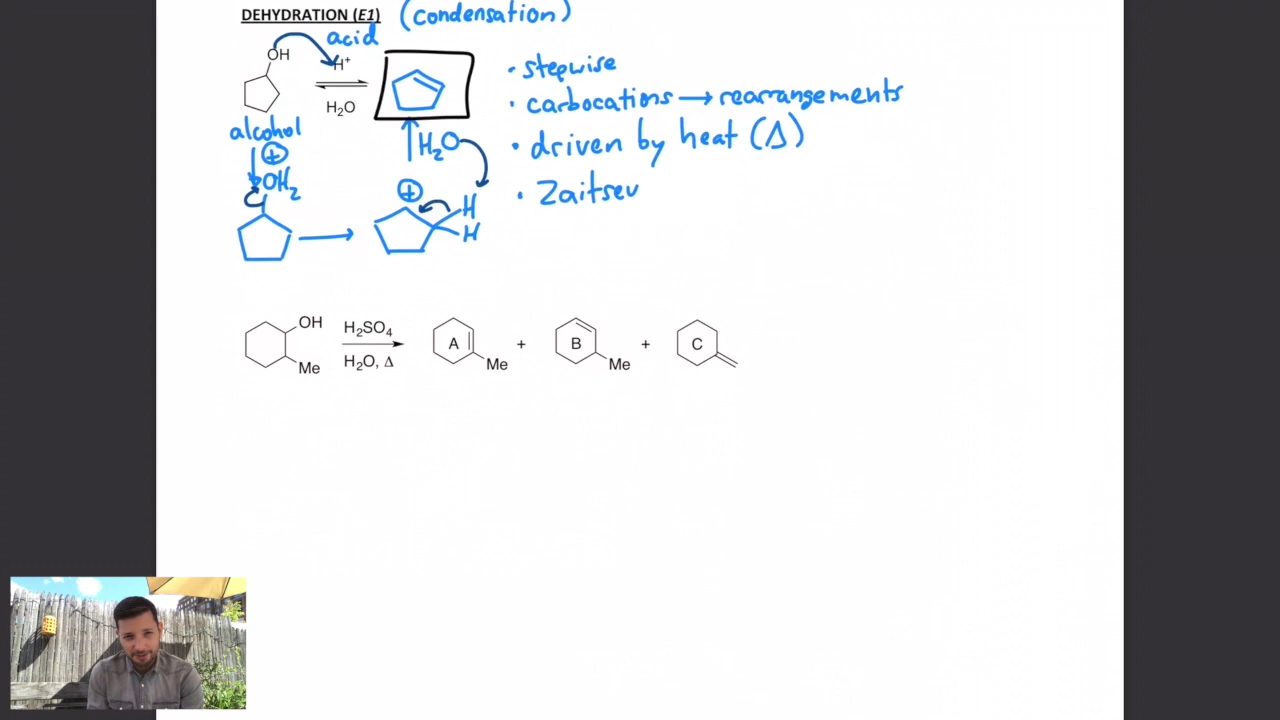 DEHYDRATION (E1) (condensation)
acid
OH
H+
H2O
alcohol
⊕
OH2
H2O
⊕
H
H
• stepwise
• carbocations → rearrangements
• driven by heat (Δ)
• Zaitsev
OH
Me
H2SO4
H2O, Δ
A
Me
+
B
Me
+
C